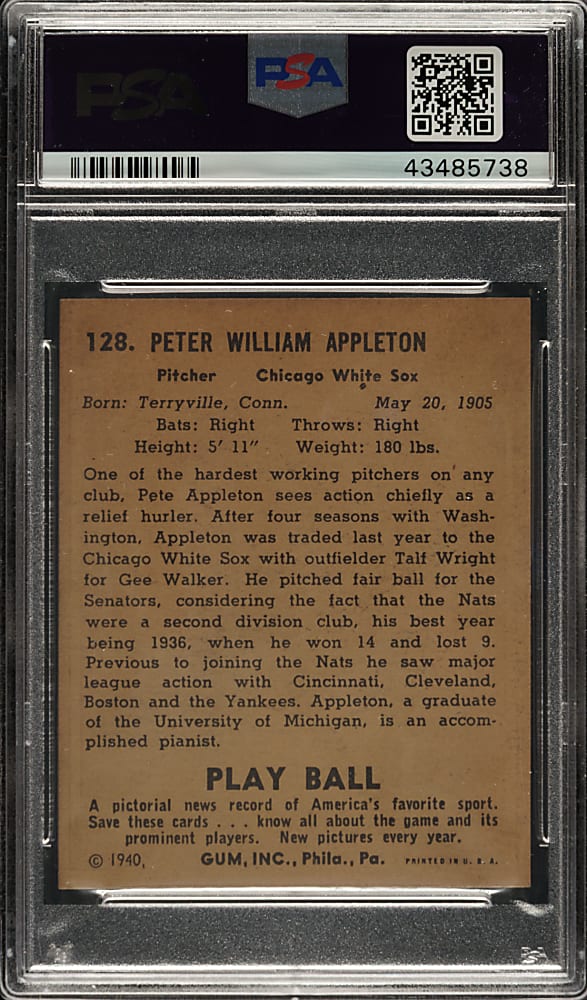 PSA
PSA
43485738
128. PETER WILLIAM APPLETON
Pitcher Chicago White Sox
Born: Terryville, Conn. May 20, 1905
Bats: Right Throws: Right
Height: 5' 11" Weight: 180 lbs.
One of the hardest working pitchers on any
club, Pete Appleton sees action chiefly as a
relief hurler. After four seasons with Wash-
ington, Appleton was traded last year to the
Chicago White Sox with outfielder Talf Wright
for Gee Walker. He pitched fair ball for the
Senators, considering the fact that the Nats
were a second division club, his best year
being 1936, when he won 14 and lost 9.
Previous to joining the Nats he saw major
league action with Cincinnati, Cleveland,
Boston and the Yankees. Appleton, a graduate
of the University of Michigan, is an accom-
plished pianist.
PLAY BALL
A pictorial news record of America's favorite sport.
Save these cards . . . know all about the game and its
prominent players. New pictures every year.
© 1940, GUM, INC., Phila., Pa. PRINTED IN U. S. A.
PSA